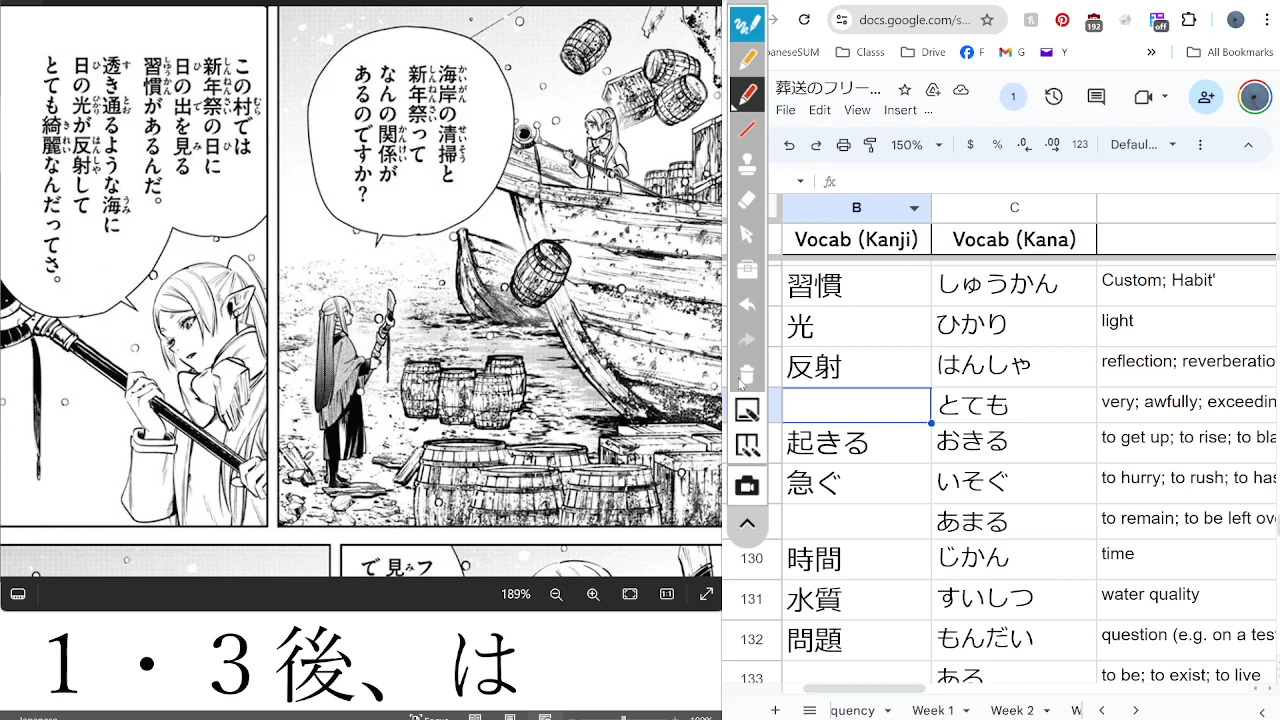 海岸の清掃と
新年祭って
なんの関係が
あるのですか？
この村では
新年祭の日に
日の出を見る
習慣があるんだ。
透き通るような海に
日の光が反射して
とても綺麗なんだってさ。
フ
見
で
189%
1・3後、は
docs.google.com/s...
192
off
Classs
Drive
F
G
Y
All Bookmarks
葬送のフリー...
File Edit View Insert ...
150%
$ % .0 .00 123
Defaul...
fx
B C
Vocab (Kanji) Vocab (Kana)
習慣 しゅうかん Custom; Habit'
光 ひかり light
反射 はんしゃ reflection; reverberatio
とても very; awfully; exceedin
起きる おきる to get up; to rise; to bla
急ぐ いそぐ to hurry; to rush; to has
あまる to remain; to be left ov
130 時間 じかん time
131 水質 すいしつ water quality
132 問題 もんだい question (e.g. on a tes
133 ある to be; to exist; to live
quency Week 1 Week 2 W